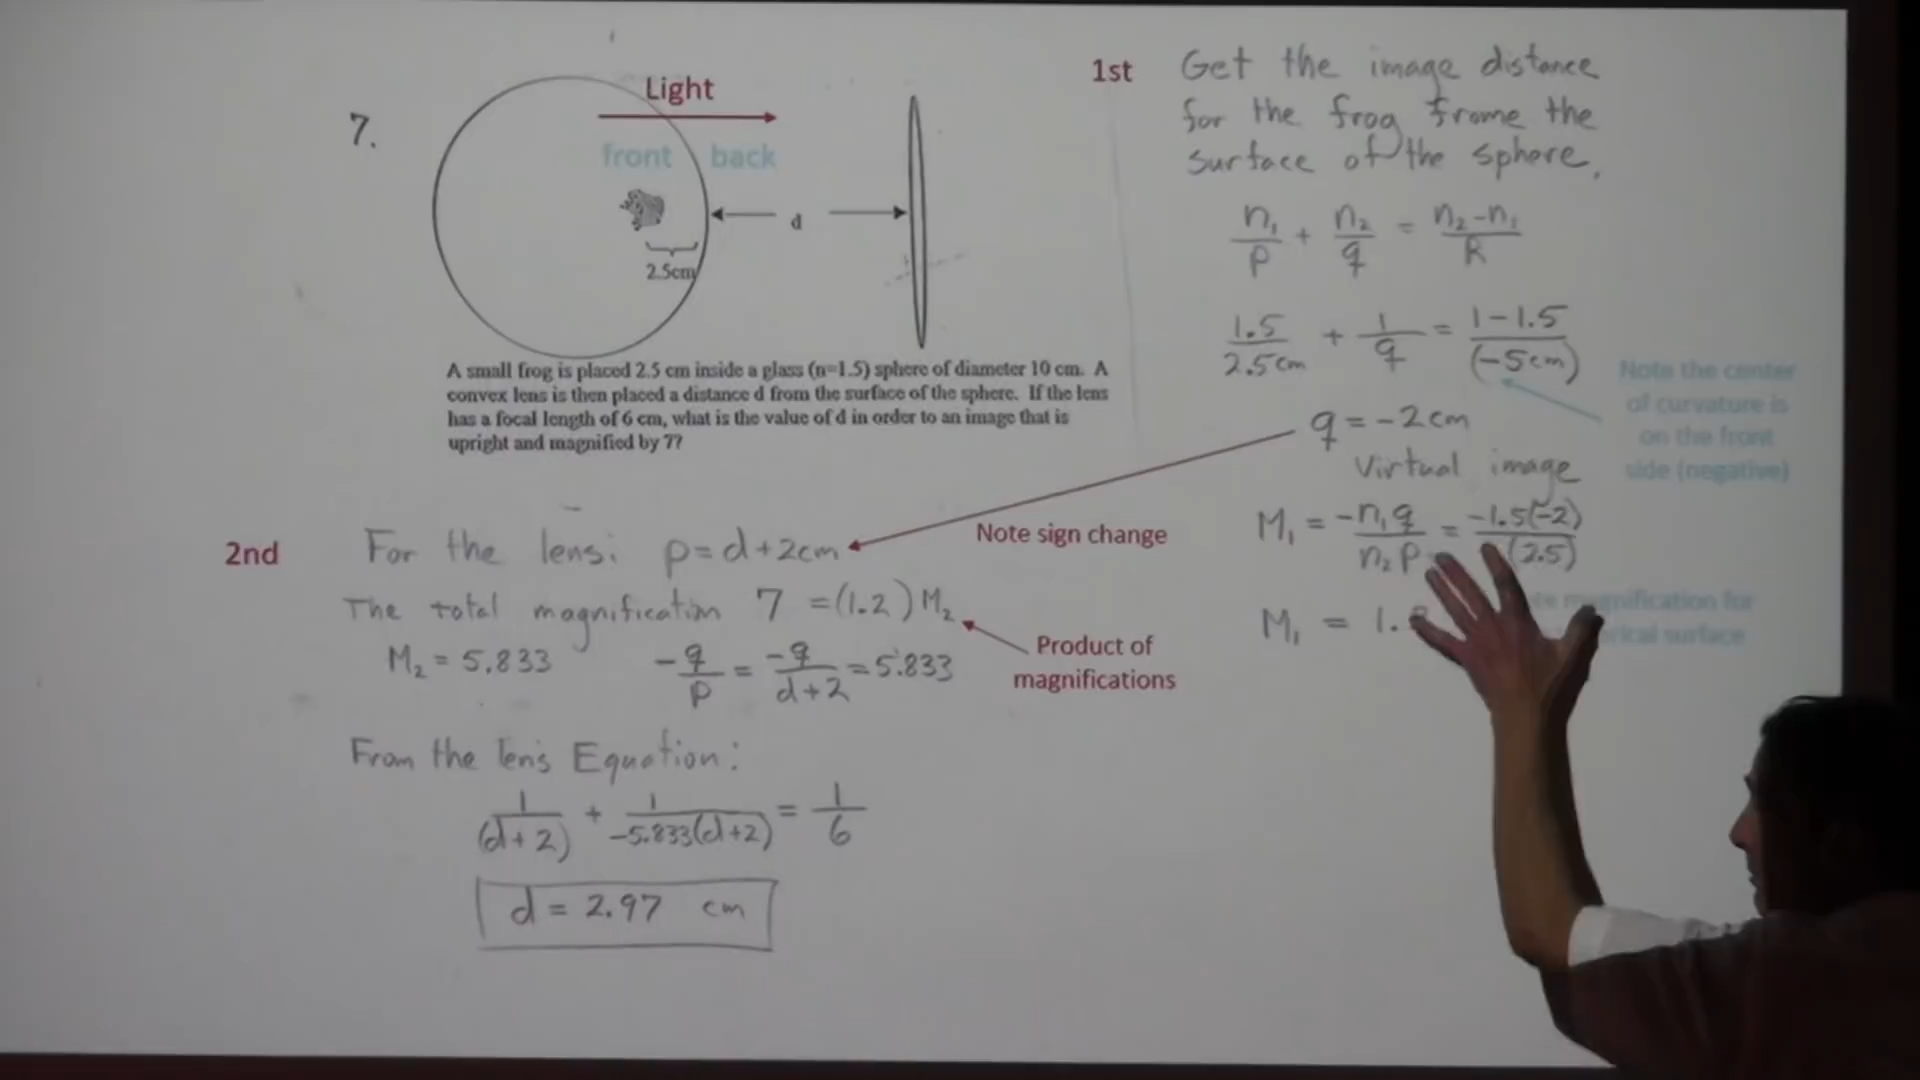 7.
Light
front back
d
2.5cm
A small frog is placed 2.5 cm inside a glass (n=1.5) sphere of diameter 10 cm. A
convex lens is then placed a distance d from the surface of the sphere. If the lens
has a focal length of 6 cm, what is the value of d in order to an image that is
upright and magnified by 7?
1st Get the image distance
for the frog frome the
surface of the sphere.
n₁/p + n₂/q = n₂-n₁/R
1.5/2.5cm + 1/q = 1-1.5/(-5cm)
Note the center
of curvature is
on the front
side (negative)
q = -2cm
Virtual image
M₁ = -n₁q/n₂p = -1.5(-2)/(2.5)
M₁ = 1.
magnification for
surface
2nd For the lens: p = d+2cm
Note sign change
The total magnification 7 = (1.2) M₂
Product of
magnifications
M₂ = 5.833 -q/p = -q/d+2 = 5.833
From the lens Equation:
1/(d+2) + 1/-5.833(d+2) = 1/6
d = 2.97 cm